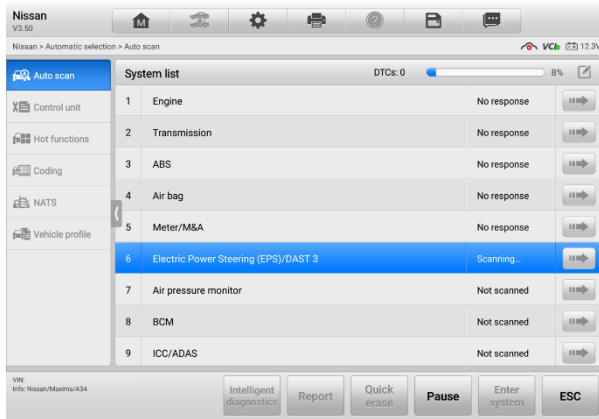 Nissan
V3.50
Nissan > Automatic selection > Auto scan
VCI 12.3V
Auto scan
Control unit
Hot functions
Coding
NATS
Vehicle profile
System list DTCs: 0 8%
1 Engine No response
2 Transmission No response
3 ABS No response
4 Air bag No response
5 Meter/M&A No response
6 Electric Power Steering (EPS)/DAST 3 Scanning...
7 Air pressure monitor Not scanned
8 BCM Not scanned
9 ICC/ADAS Not scanned
VIN:
Info: Nissan/Maxima/A34
Intelligent diagnostics
Report
Quick erase
Pause
Enter system
ESC